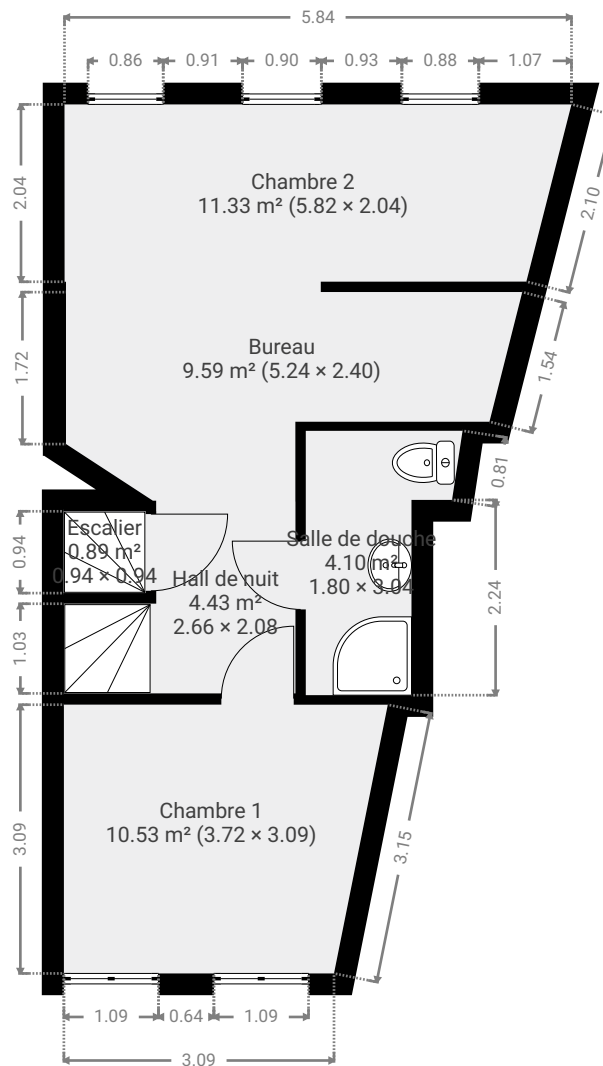 5.84
0.86
0.91
0.90
0.93
0.88
1.07
2.04
Chambre 2
11.33 m² (5.82 × 2.04)
2.10
1.72
Bureau
9.59 m² (5.24 × 2.40)
1.54
0.81
0.94
Escalier
0.89 m²
0.94 × 0.94
Hall de nuit
4.43 m²
2.66 × 2.08
Salle de douche
4.10 m²
1.80 × 3.04
2.24
1.03
3.09
Chambre 1
10.53 m² (3.72 × 3.09)
3.15
1.09
0.64
1.09
3.09